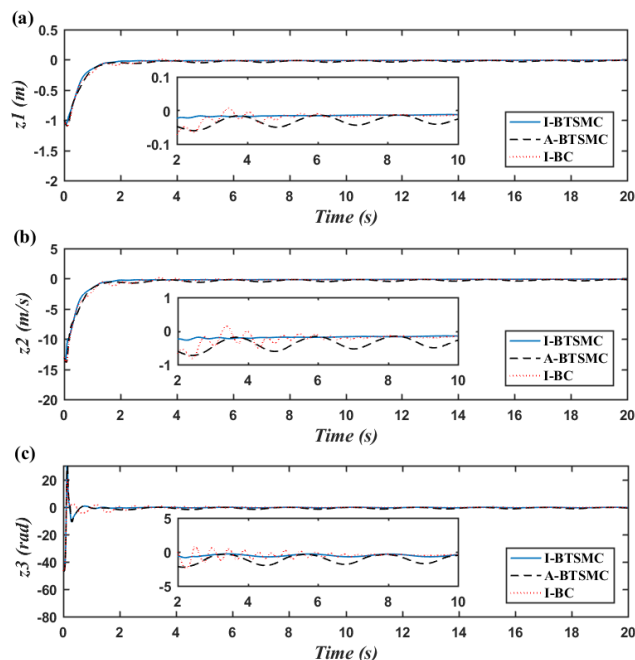 (a)
z1 (m)
0.5
0
-0.5
-1
-1.5
-2
0.1
0
-0.1
2 4 6 8 10
I-BTSMC
A-BTSMC
I-BC
0 2 4 6 8 10 12 14 16 18 20
Time (s)
(b)
z2 (m/s)
5
0
-5
-10
-15
-20
1
0
-1
2 4 6 8 10
I-BTSMC
A-BTSMC
I-BC
0 2 4 6 8 10 12 14 16 18 20
Time (s)
(c)
z3 (rad)
20
0
-20
-40
-60
-80
5
0
-5
2 4 6 8 10
I-BTSMC
A-BTSMC
I-BC
0 2 4 6 8 10 12 14 16 18 20
Time (s)